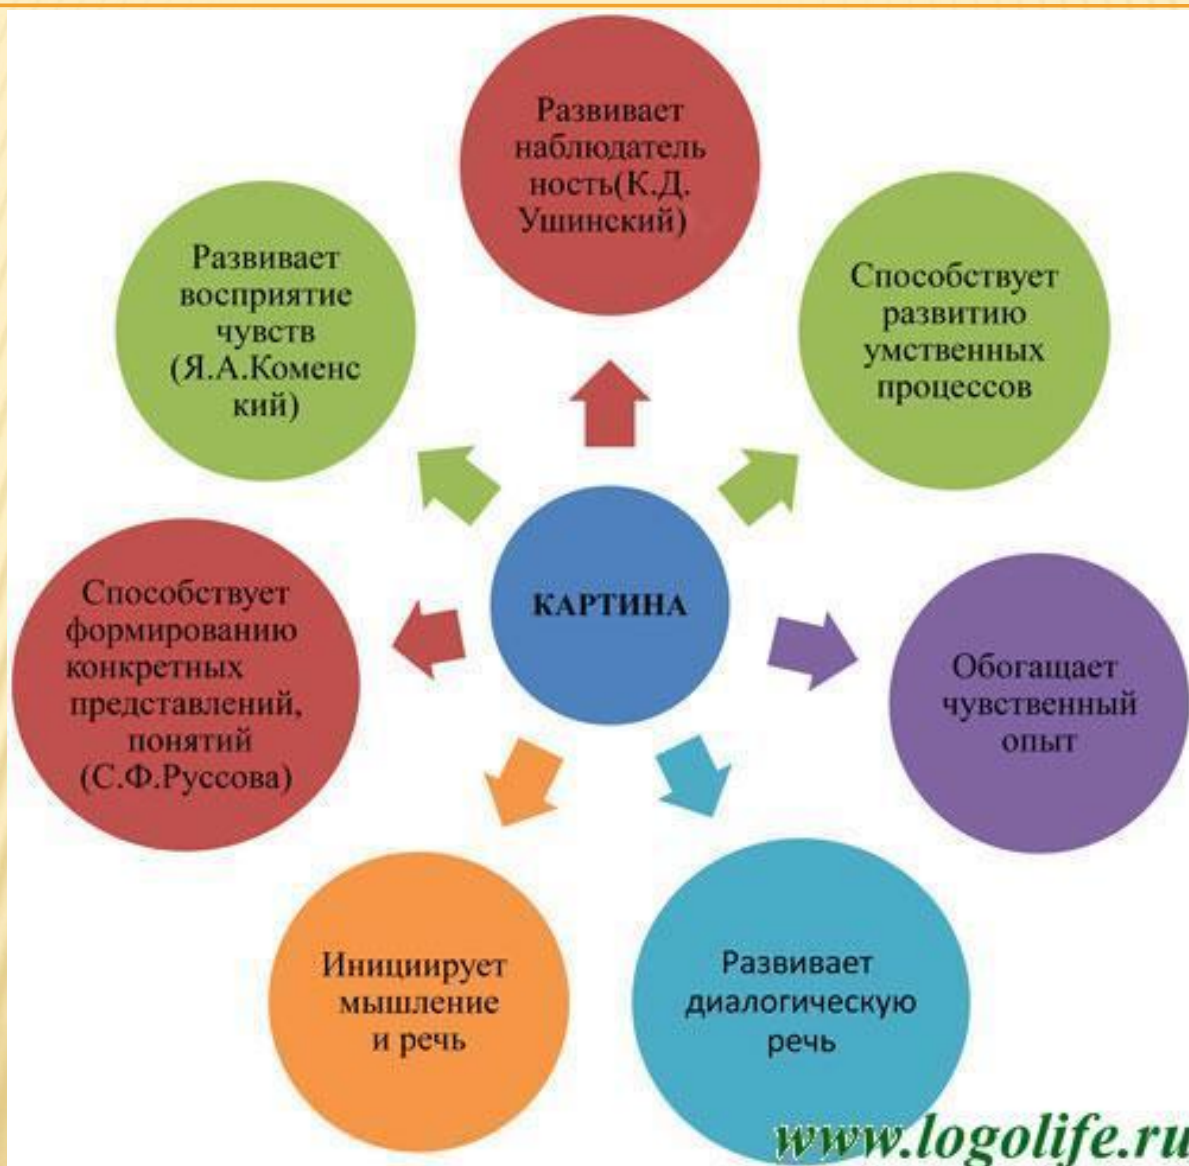 Развивает
наблюдатель
ность(К.Д.
Ушинский)
Способствует
развитию
умственных
процессов
Обогащает
чувственный
опыт
Развивает
диалогическую
речь
Инициирует
мышление
и речь
Способствует
формированию
конкретных
представлений,
понятий
(С.Ф.Руссова)
Развивает
восприятие
чувств
(Я.А.Коменс
кий)
КАРТИНА
www.logolife.ru